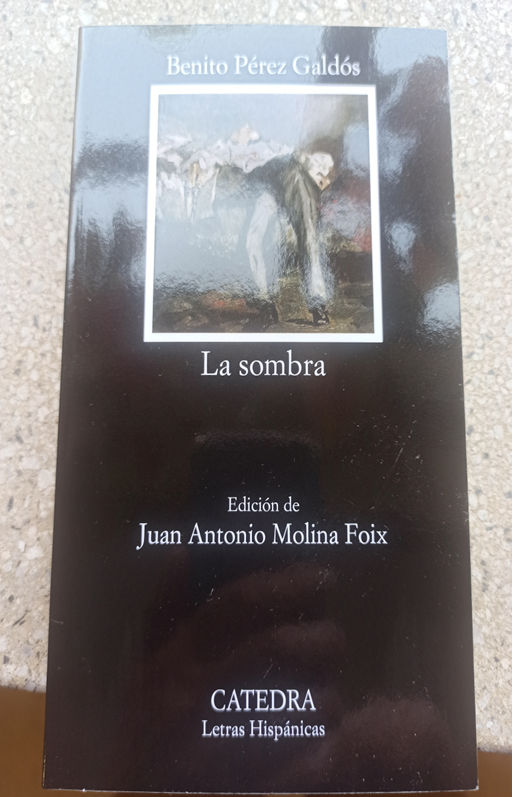 Benito Pérez Galdós
La sombra
Edición de
Juan Antonio Molina Foix
CATEDRA
Letras Hispánicas